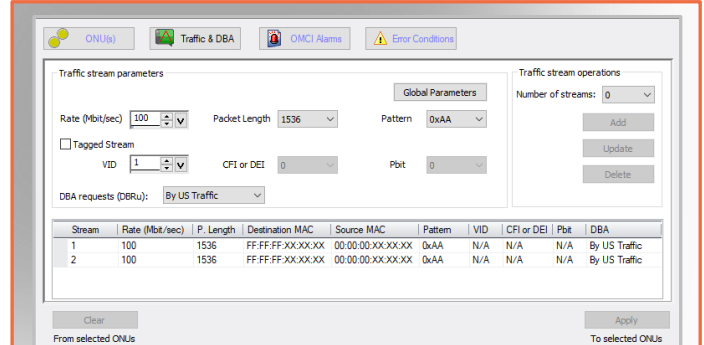 ONU(s) Traffic & DBA OMCI Alarms Error Conditions
Traffic stream parameters Traffic stream operations
Global Parameters Number of streams: 0
Rate (Mbit/sec) 100 Packet Length 1536 Pattern 0xAA
Add
Tagged Stream
Update
VID 1 CFI or DEI 0 Pbit 0
Delete
DBA requests (DBRu): By US Traffic
Stream Rate (Mbit/sec) P. Length Destination MAC Source MAC Pattern VID CFI or DEI Pbit DBA
1 100 1536 FF:FF:FF:XX:XX:XX 00:00:00:XX:XX:XX 0xAA N/A N/A N/A By US Traffic
2 100 1536 FF:FF:FF:XX:XX:XX 00:00:00:XX:XX:XX 0xAA N/A N/A N/A By US Traffic
Clear Apply
From selected ONUs To selected ONUs